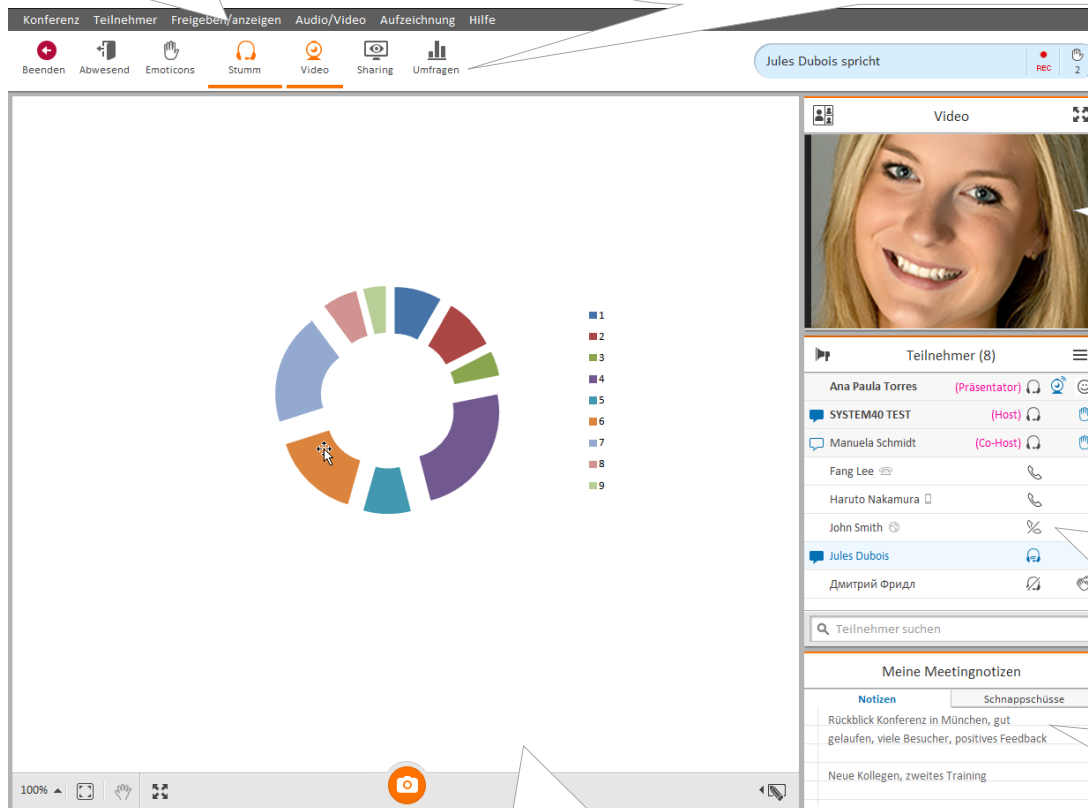 Konferenz Teilnehmer Freigeben/anzeigen Audio/Video Aufzeichnung Hilfe
Beenden Abwesend Emoticons Stumm Video Sharing Umfragen
Jules Dubois spricht REC 2
Video
1
2
3
4
5
6
7
8
9
Teilnehmer (8)
Ana Paula Torres (Präsentator)
SYSTEM40 TEST (Host)
Manuela Schmidt (Co-Host)
Fang Lee
Haruto Nakamura
John Smith
Jules Dubois
Дмитрий Фридл
Teilnehmer suchen
Meine Meetingnotizen
Notizen Schnappschüsse
Rückblick Konferenz in München, gut
gelaufen, viele Besucher, positives Feedback
Neue Kollegen, zweites Training
100%